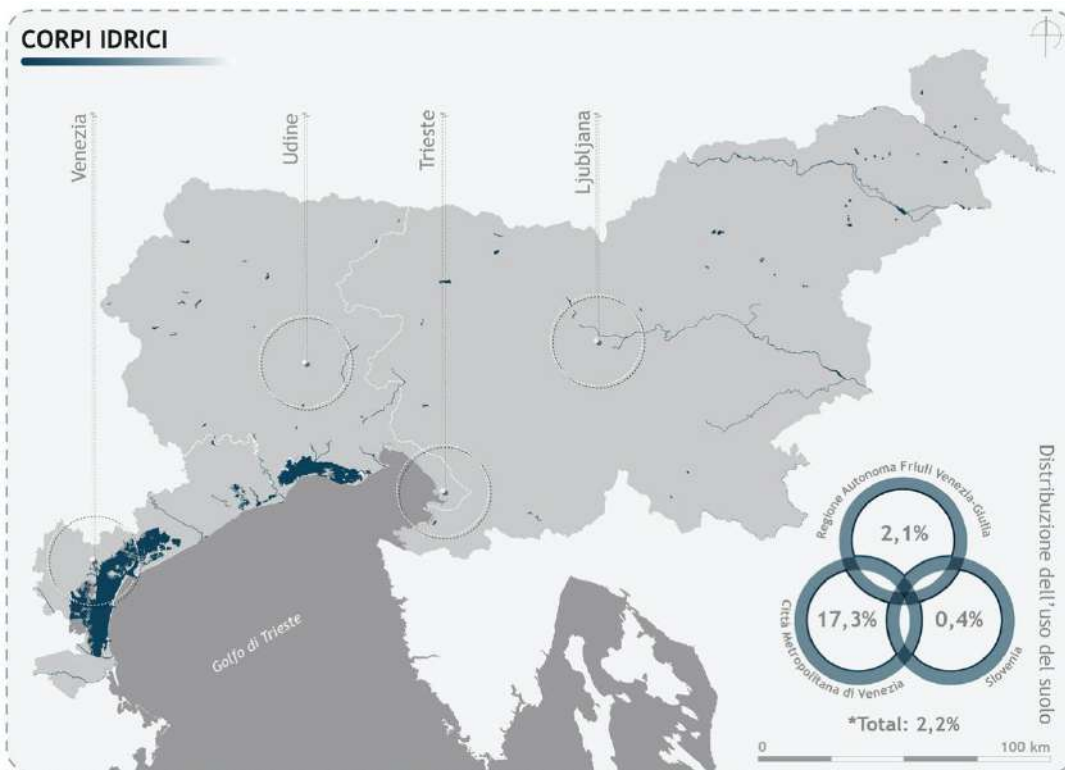 CORPI IDRICI
Venezia
Udine
Trieste
Ljubljana
Golfo di Trieste
Distribuzione dell'uso del suolo
Regione Autonoma Friuli Venezia-Giulia
2,1%
17,3%
0,4%
Città Metropolitana di Venezia
Slovenia
*Total: 2,2%
0
100 km